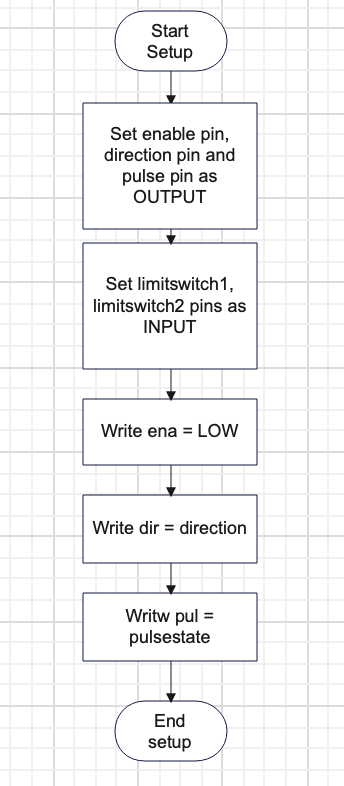 Start
Setup
Set enable pin,
direction pin and
pulse pin as
OUTPUT
Set limitswitch1,
limitswitch2 pins as
INPUT
Write ena = LOW
Write dir = direction
Writw pul =
pulsestate
End
setup